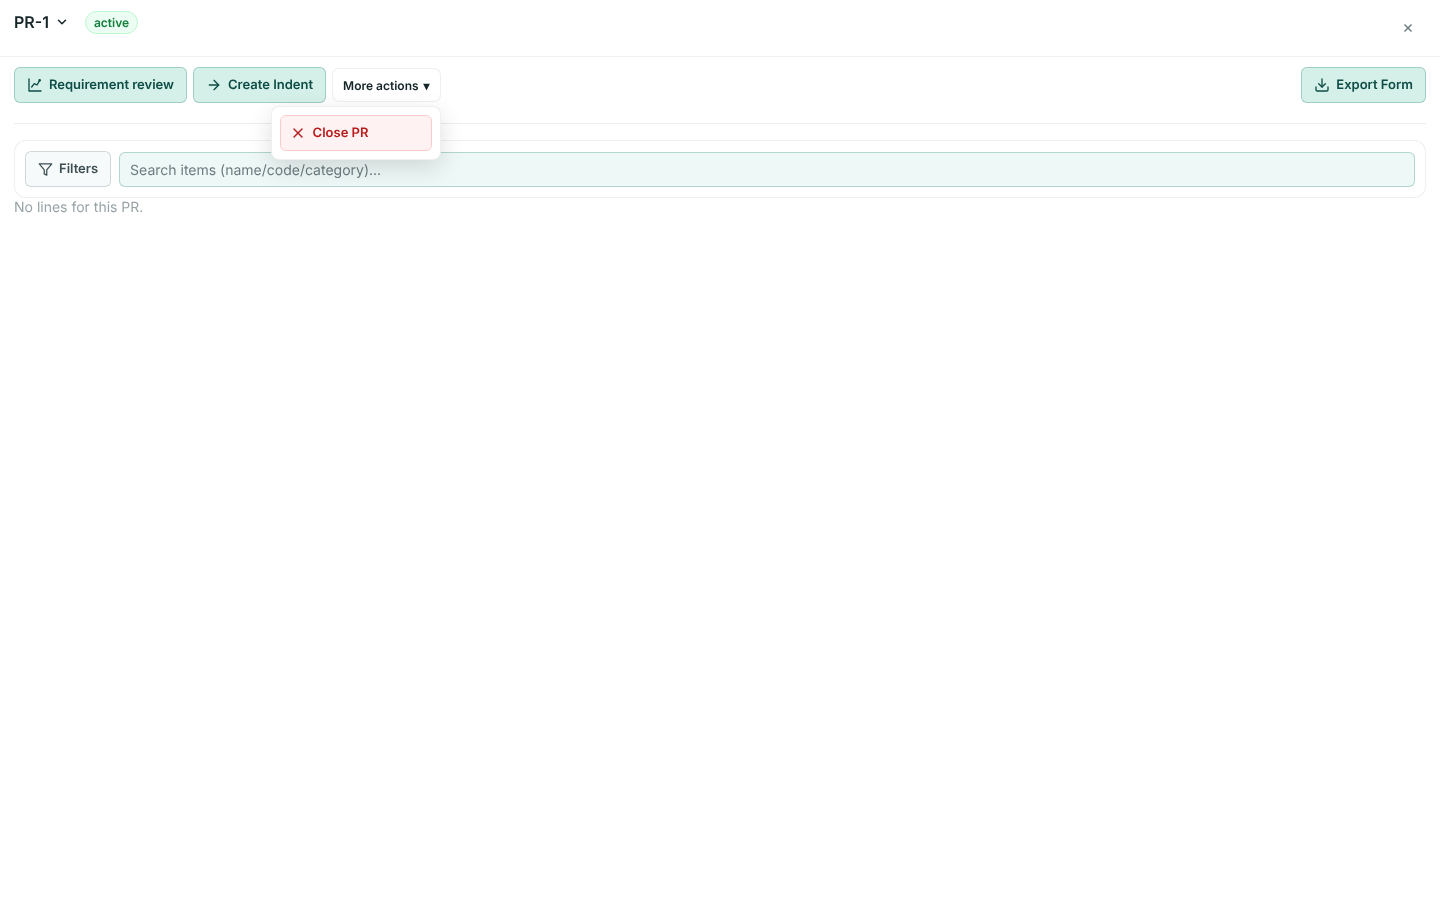 PR-1
active
×
Requirement review
Create Indent
More actions ▾
Export Form
Close PR
Filters
Search items (name/code/category)...
No lines for this PR.